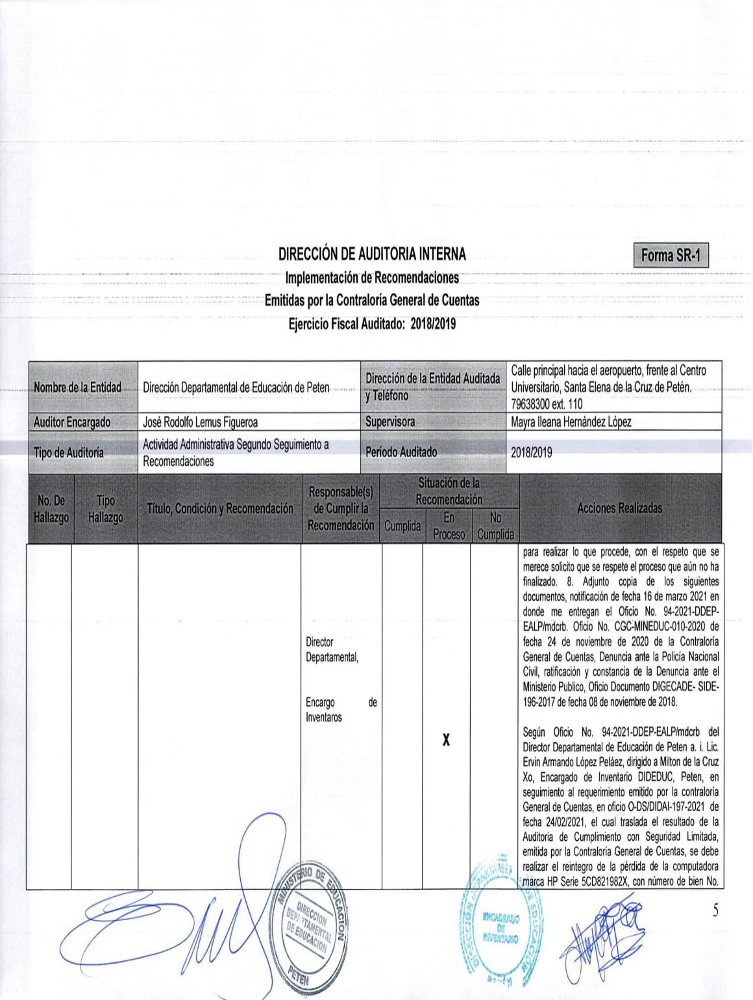 DIRECCIÓN DE AUDITORIA INTERNA
Forma SR-1
Implementación de Recomendaciones
Emitidas por la Contraloría General de Cuentas
Ejercicio Fiscal Auditado: 2018/2019
Nombre de la Entidad
Dirección Departamental de Educación de Peten
Dirección de la Entidad Auditada
y Teléfono
Calle principal hacia el aeropuerto, frente al Centro
Universitario, Santa Elena de la Cruz de Petén.
79638300 ext. 110
Auditor Encargado
José Rodolfo Lemus Figueroa
Supervisora
Mayra Ileana Hernández López
Tipo de Auditoría
Actividad Administrativa Segundo Seguimiento a
Recomendaciones
Período Auditado
2018/2019
No. De
Hallazgo
Tipo
Hallazgo
Título, Condición y Recomendación
Responsable(s)
de Cumplir la
Recomendación
Situación de la
Recomendación
Cumplida
En
Proceso
No
Cumplida
Acciones Realizadas
Director
Departamental,
Encargo de
Inventaros
X
para realizar lo que procede, con el respeto que se
merece solicito que se respete el proceso que aún no ha
finalizado. 8. Adjunto copia de los siguientes
documentos, notificación de fecha 16 de marzo 2021 en
donde me entregan el Oficio No. 94-2021-DDEP-
EALP/mdcrb. Oficio No. CGC-MINEDUC-010-2020 de
fecha 24 de noviembre de 2020 de la Contraloría
General de Cuentas, Denuncia ante la Policía Nacional
Civil, ratificación y constancia de la Denuncia ante el
Ministerio Publico, Oficio Documento DIGECADE- SIDE-
196-2017 de fecha 08 de noviembre de 2018.
Según Oficio No. 94-2021-DDEP-EALP/mdcrb del
Director Departamental de Educación de Peten a. i. Lic.
Ervin Armando López Peláez, dirigido a Milton de la Cruz
Xo, Encargado de Inventario DIDEDUC, Peten, en
seguimiento al requerimiento emitido por la contraloría
General de Cuentas, en oficio O-DS/DIDAI-197-2021 de
fecha 24/02/2021, el cual traslada el resultado de la
Auditoria de Cumplimiento con Seguridad Limitada,
emitida por la Contraloría General de Cuentas, se debe
realizar el reintegro de la pérdida de la computadora
marca HP Serie 5CD821982X, con número de bien No.
MINISTERIO DE EDUCACION
DIRECCION
DEPARTAMENTAL
DE EDUCACION
PETEN
ENCARGADO
DE
INVENTARIO
5